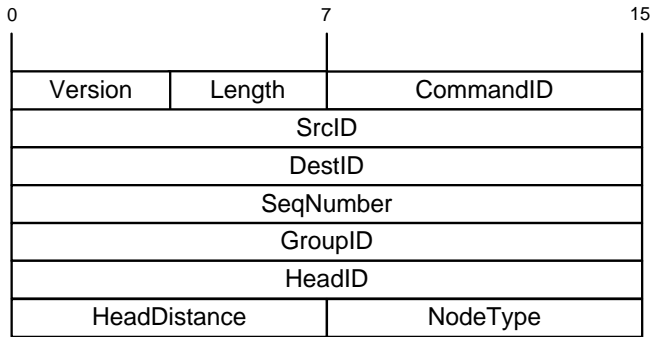 0 7 15
Version Length CommandID
SrcID
DestID
SeqNumber
GroupID
HeadID
HeadDistance NodeType